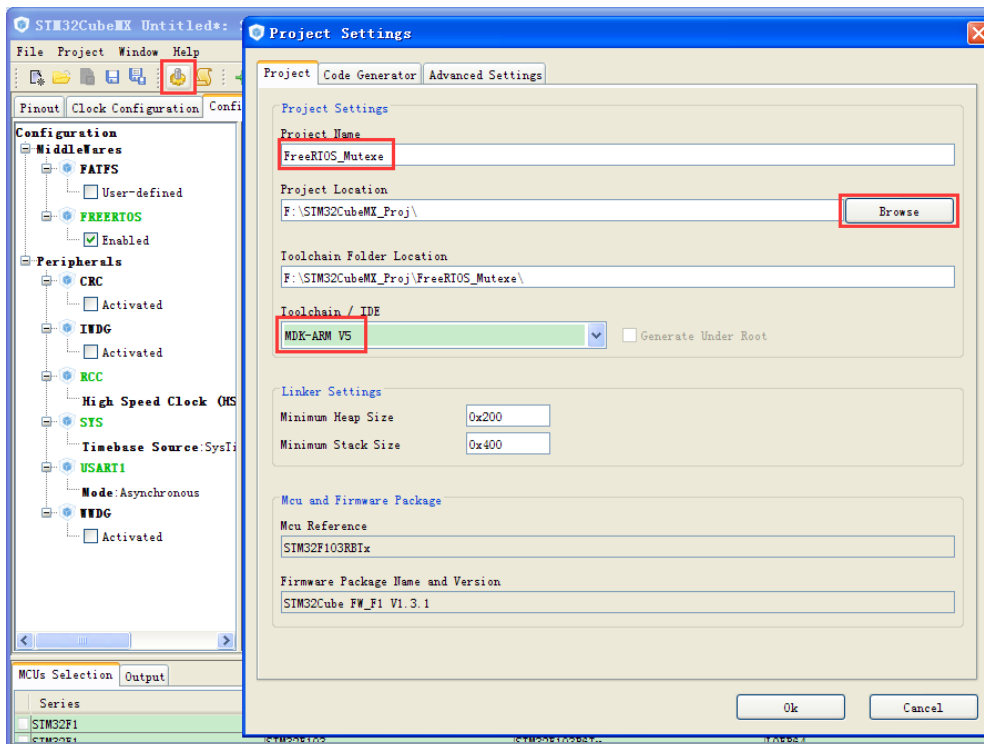 STM32CubeMX Untitled*:
File Project Window Help
Pinout Clock Configuration Confi
Configuration
MiddleWares
FATFS
User-defined
FREERTOS
Enabled
Peripherals
CRC
Activated
IWDG
Activated
RCC
High Speed Clock (HS
SYS
Timebase Source:SysTi
USART1
Mode:Asynchronous
WWDG
Activated
MCUs Selection Output
Series
STM32F1
STM32F1 STM32F103 STM32F103R6Tx LQFP64
Project Settings
Project Code Generator Advanced Settings
Project Settings
Project Name
FreeRTOS_Mutexe
Project Location
F:\STM32CubeMX_Proj\
Browse
Toolchain Folder Location
F:\STM32CubeMX_Proj\FreeRTOS_Mutexe\
Toolchain / IDE
MDK-ARM V5
Generate Under Root
Linker Settings
Minimum Heap Size 0x200
Minimum Stack Size 0x400
Mcu and Firmware Package
Mcu Reference
STM32F103RBTx
Firmware Package Name and Version
STM32Cube FW_F1 V1.3.1
Ok Cancel